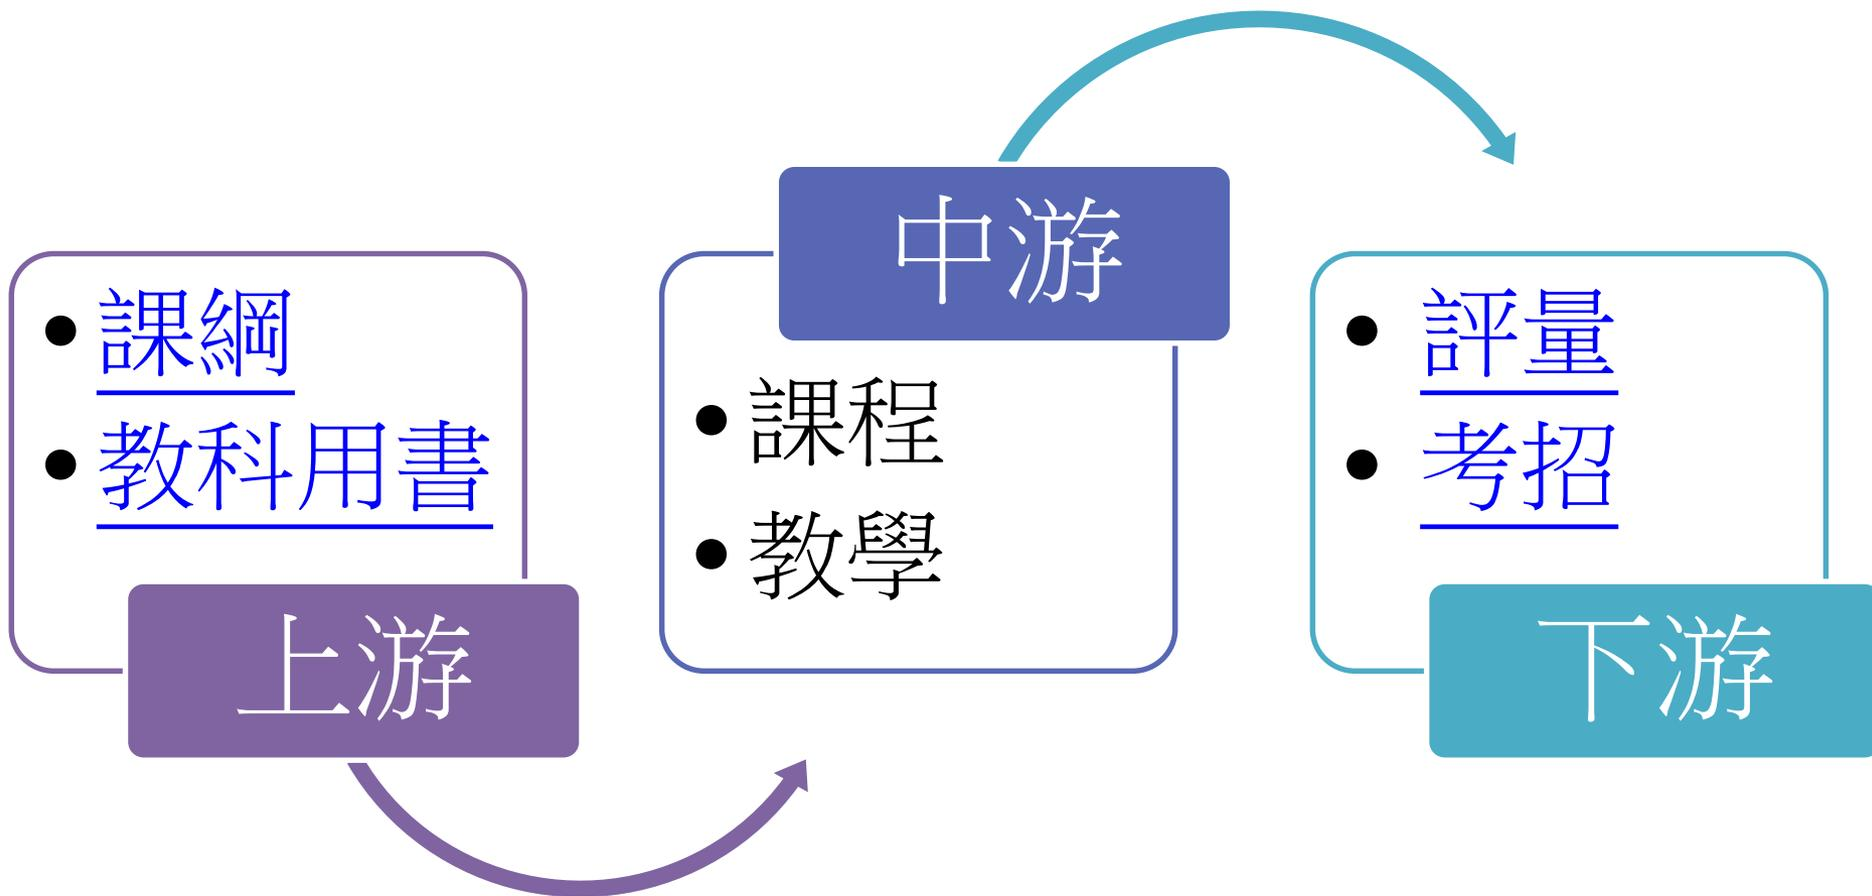 • 課綱
• 教科用書
上游
中游
• 課程
• 教學
• 評量
• 考招
下游